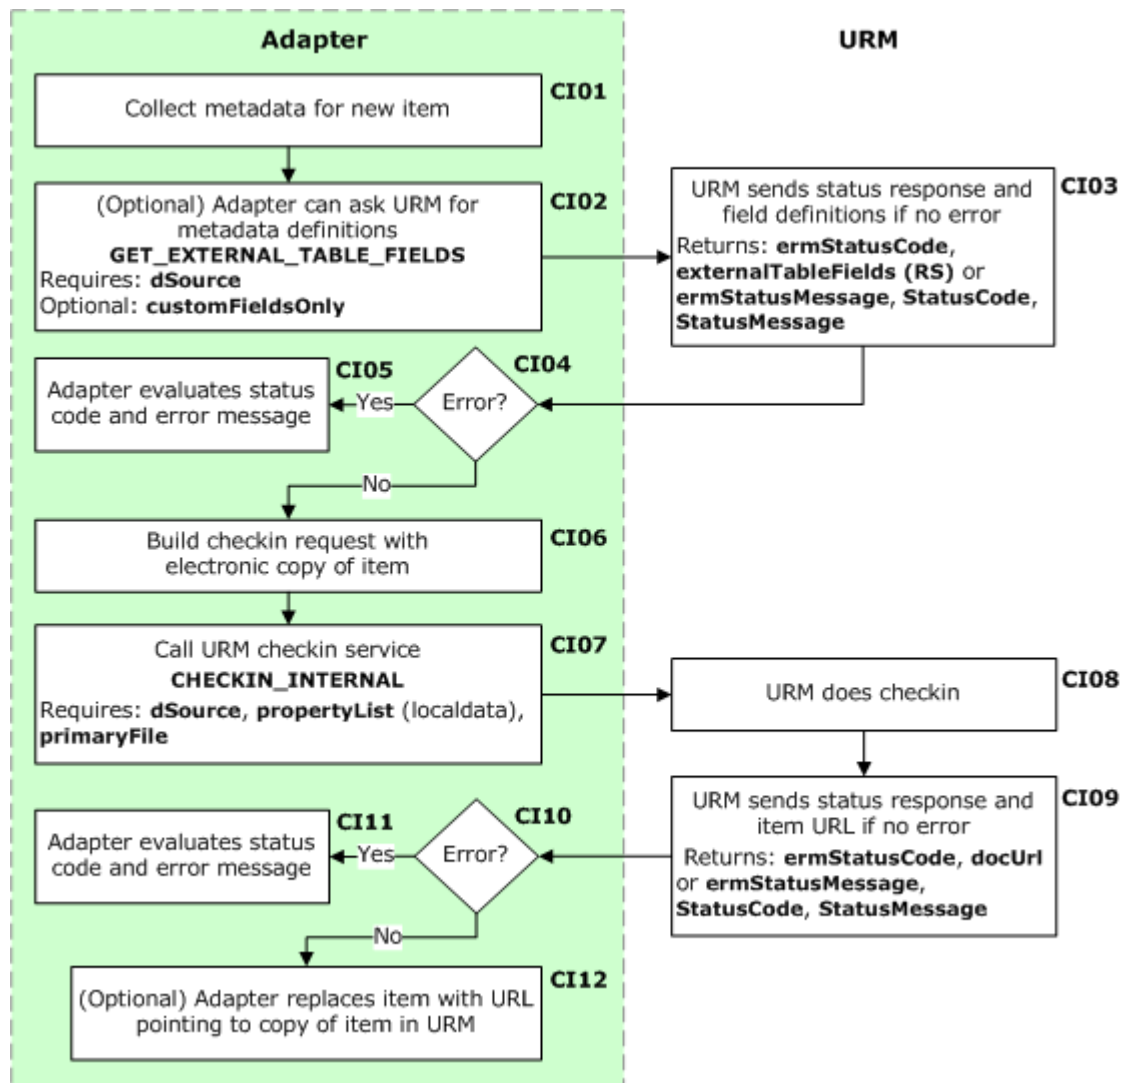 Adapter
URM
CI01
Collect metadata for new item
CI02
(Optional) Adapter can ask URM for
metadata definitions
GET_EXTERNAL_TABLE_FIELDS
Requires: dSource
Optional: customFieldsOnly
CI03
URM sends status response and
field definitions if no error
Returns: ermStatusCode,
externalTableFields (RS) or
ermStatusMessage, StatusCode,
StatusMessage
CI04
Error?
Yes
CI05
Adapter evaluates status
code and error message
No
CI06
Build checkin request with
electronic copy of item
CI07
Call URM checkin service
CHECKIN_INTERNAL
Requires: dSource, propertyList (localdata),
primaryFile
CI08
URM does checkin
CI09
URM sends status response and
item URL if no error
Returns: ermStatusCode, docUrl
or ermStatusMessage,
StatusCode, StatusMessage
CI10
Error?
Yes
CI11
Adapter evaluates status
code and error message
No
CI12
(Optional) Adapter replaces item with URL
pointing to copy of item in URM